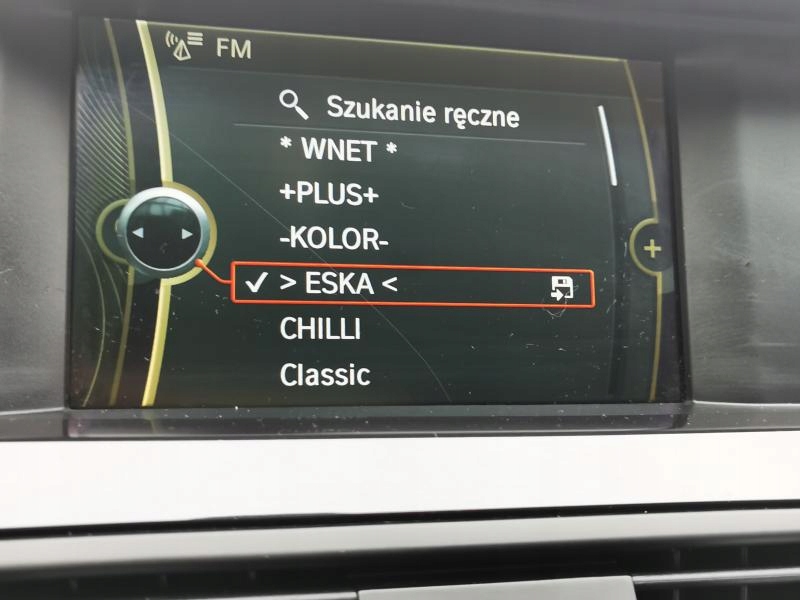 FM
Szukanie ręczne
* WNET *
+PLUS+
-KOLOR-
> ESKA <
CHILLI
Classic